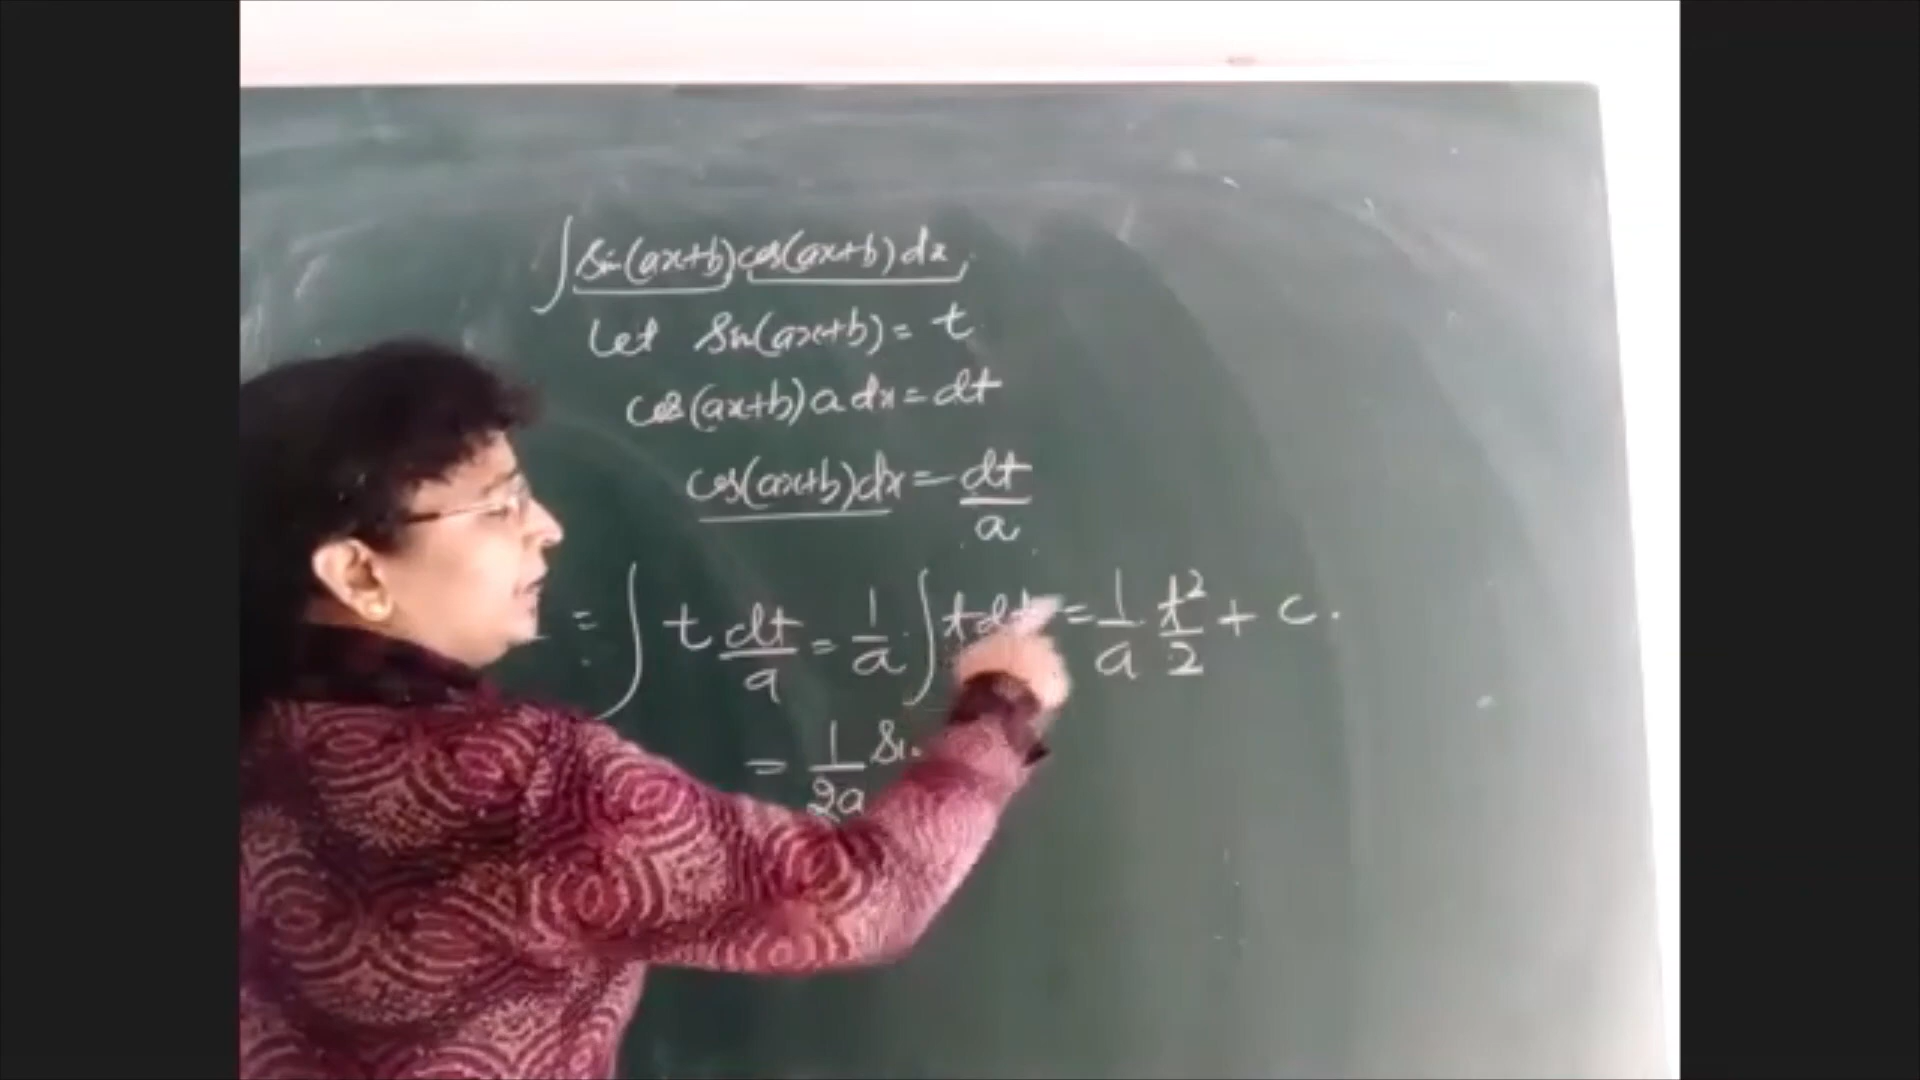 ∫sin(ax+b)cos(ax+b)dx
Let Sin(ax+b)= t
cos(ax+b)a dx=dt
cos(ax+b)dx=dt/a
= ∫ t dt/a = 1/a ∫tdt =1/a t²/2 + c.
= 1/2a